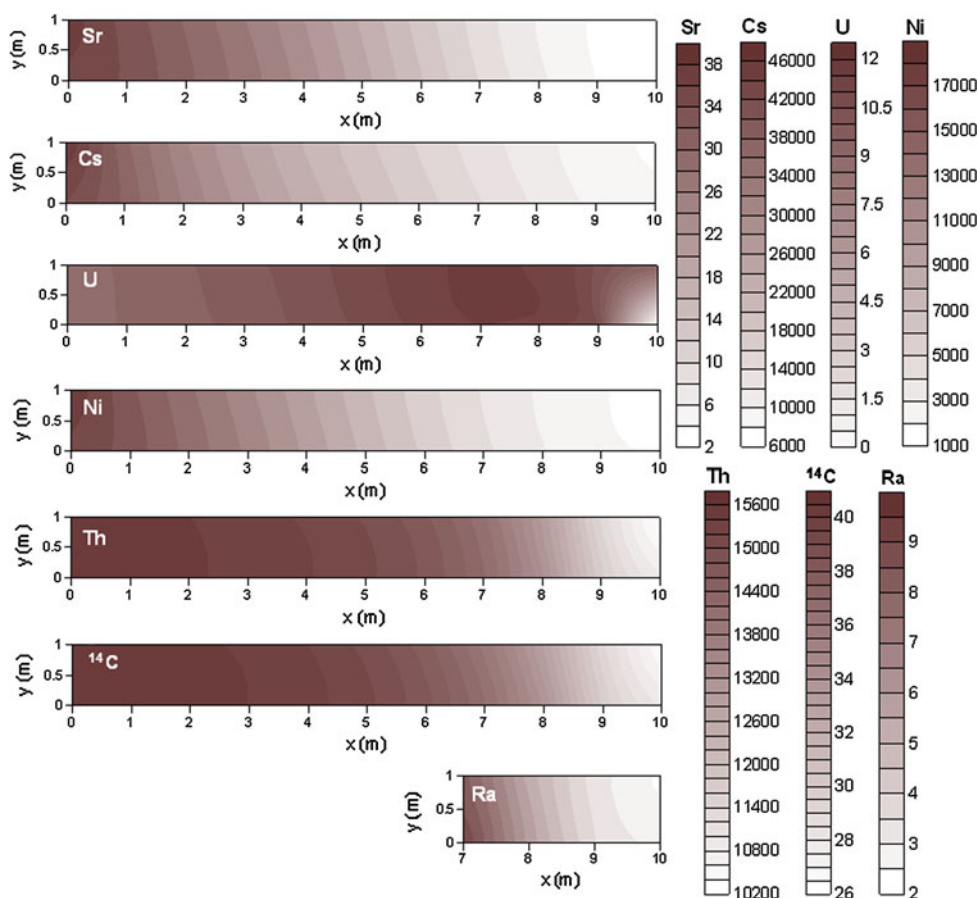 Sr
y (m)
1
0.5
0
0 1 2 3 4 5 6 7 8 9 10
x (m)
Cs
y (m)
1
0.5
0
0 1 2 3 4 5 6 7 8 9 10
x (m)
U
y (m)
1
0.5
0
0 1 2 3 4 5 6 7 8 9 10
x (m)
Ni
y (m)
1
0.5
0
0 1 2 3 4 5 6 7 8 9 10
x (m)
Th
y (m)
1
0.5
0
0 1 2 3 4 5 6 7 8 9 10
x (m)
¹⁴C
y (m)
1
0.5
0
0 1 2 3 4 5 6 7 8 9 10
x (m)
Ra
y (m)
1
0.5
0
7 8 9 10
x (m)
Sr
38
34
30
26
22
18
14
10
6
2
Cs
46000
42000
38000
34000
30000
26000
22000
18000
14000
10000
6000
U
12
10.5
9
7.5
6
4.5
3
1.5
0
Ni
17000
15000
13000
11000
9000
7000
5000
3000
1000
Th
15600
15000
14400
13800
13200
12600
12000
11400
10800
10200
¹⁴C
40
38
36
34
32
30
28
26
Ra
9
8
7
6
5
4
3
2